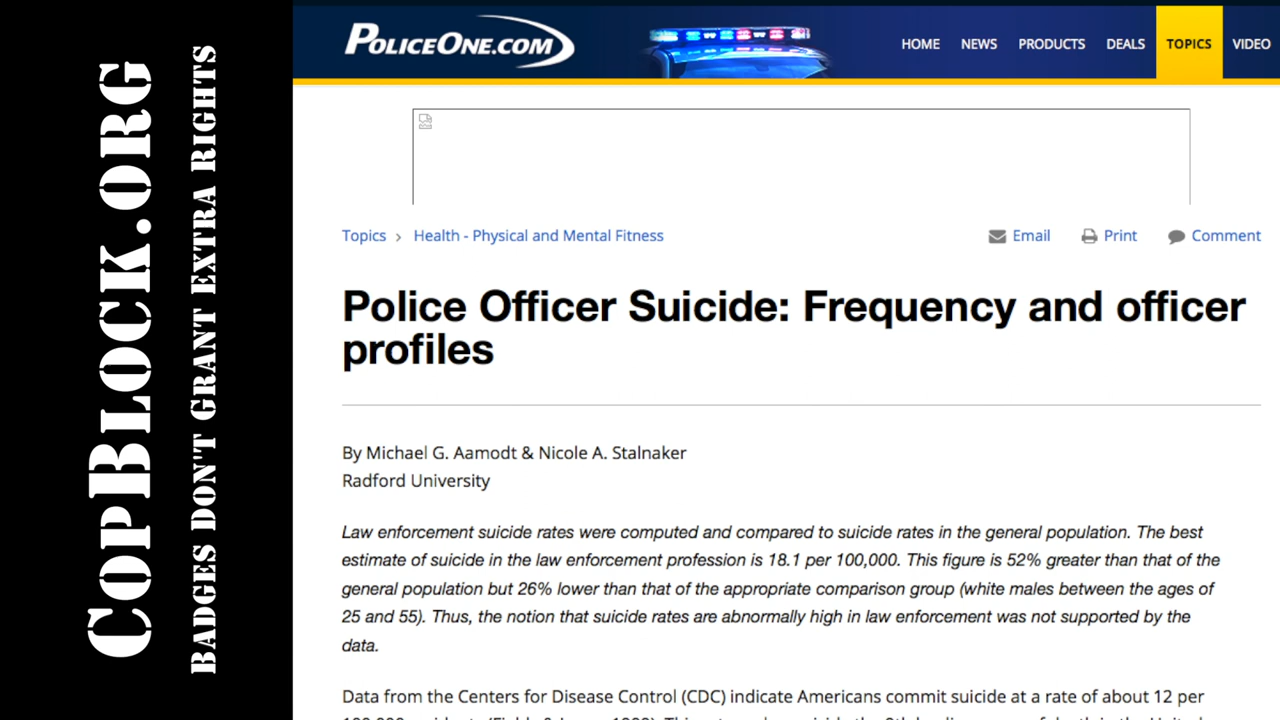 CopBlock.org
Badges Don't Grant Extra Rights
PoliceOne.com
HOME NEWS PRODUCTS DEALS TOPICS VIDEO
Topics › Health - Physical and Mental Fitness Email Print Comment
Police Officer Suicide: Frequency and officer
profiles
By Michael G. Aamodt & Nicole A. Stalnaker
Radford University
Law enforcement suicide rates were computed and compared to suicide rates in the general population. The best
estimate of suicide in the law enforcement profession is 18.1 per 100,000. This figure is 52% greater than that of the
general population but 26% lower than that of the appropriate comparison group (white males between the ages of
25 and 55). Thus, the notion that suicide rates are abnormally high in law enforcement was not supported by the
data.
Data from the Centers for Disease Control (CDC) indicate Americans commit suicide at a rate of about 12 per